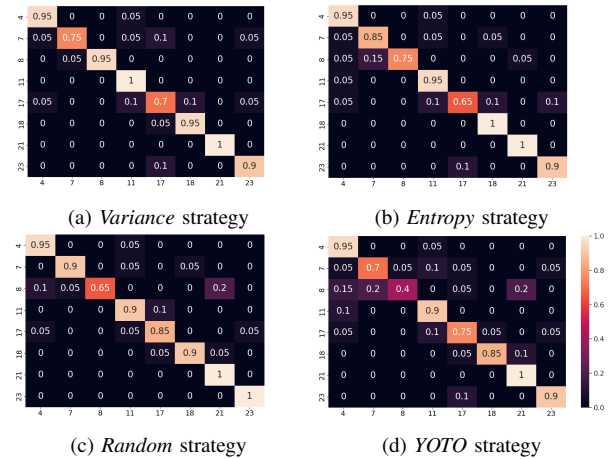 4 0.95 0 0 0.05 0 0 0 0
7 0.05 0.75 0 0.05 0.1 0 0 0.05
8 0 0.05 0.95 0 0 0 0 0
11 0 0 0 1 0 0 0 0
17 0.05 0 0 0.1 0.7 0.1 0 0.05
18 0 0 0 0 0.05 0.95 0 0
21 0 0 0 0 0 0 1 0
23 0 0 0 0 0.1 0 0 0.9
4 7 8 11 17 18 21 23
(a) Variance strategy
4 0.95 0 0 0.05 0 0 0 0
7 0.05 0.85 0 0.05 0 0.05 0 0
8 0.05 0.15 0.75 0 0 0 0.05 0
11 0.05 0 0 0.95 0 0 0 0
17 0.05 0 0 0.1 0.65 0.1 0 0.1
18 0 0 0 0 0 1 0 0
21 0 0 0 0 0 0 1 0
23 0 0 0 0 0.1 0 0 0.9
4 7 8 11 17 18 21 23
(b) Entropy strategy
4 0.95 0 0 0.05 0 0 0 0
7 0 0.9 0 0.05 0 0.05 0 0
8 0.1 0.05 0.65 0 0 0 0.2 0
11 0 0 0 0.9 0.1 0 0 0
17 0.05 0 0 0.05 0.85 0 0 0.05
18 0 0 0 0 0.05 0.9 0.05 0
21 0 0 0 0 0 0 1 0
23 0 0 0 0 0 0 0 1
4 7 8 11 17 18 21 23
(c) Random strategy
4 0.95 0 0 0.05 0 0 0 0
7 0.05 0.7 0.05 0.1 0.05 0 0 0.05
8 0.15 0.2 0.4 0 0.05 0 0.2 0
11 0.1 0 0 0.9 0 0 0 0
17 0.05 0 0 0.1 0.75 0.05 0 0.05
18 0 0 0 0 0.05 0.85 0.1 0
21 0 0 0 0 0 0 1 0
23 0 0 0 0 0.1 0 0 0.9
4 7 8 11 17 18 21 23
1.0
0.8
0.6
0.4
0.2
0.0
(d) YOTO strategy